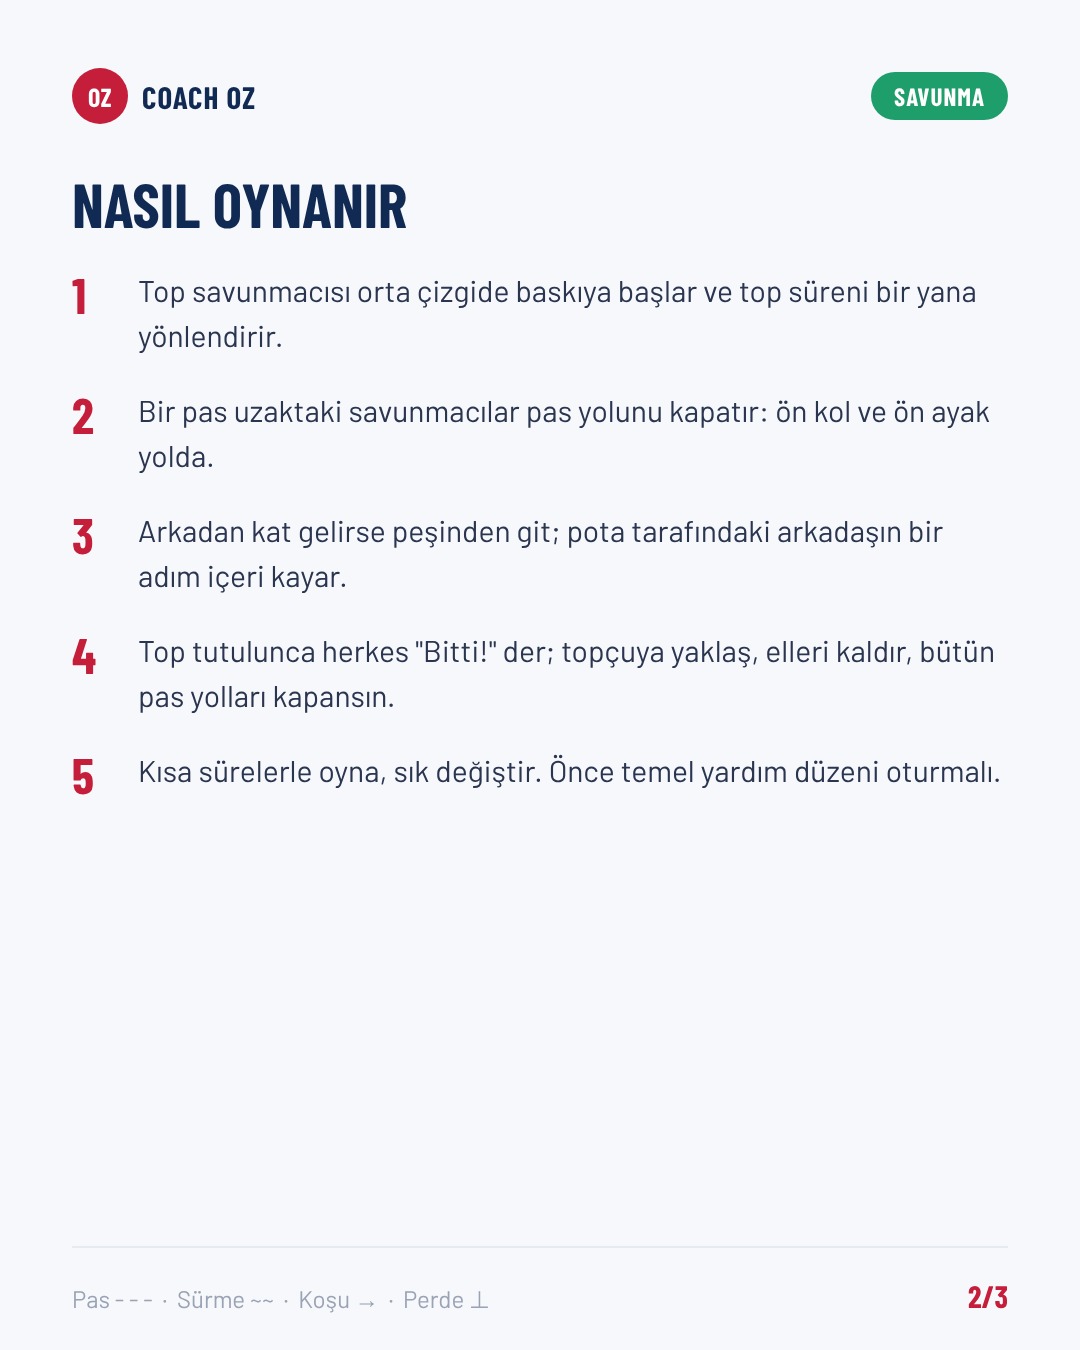 OZ COACH OZ
SAVUNMA
NASIL OYNANIR
1 Top savunmacısı orta çizgide baskıya başlar ve top süreni bir yana
yönlendirir.
2 Bir pas uzaktaki savunmacılar pas yolunu kapatır: ön kol ve ön ayak
yolda.
3 Arkadan kat gelirse peşinden git; pota tarafındaki arkadaşın bir
adım içeri kayar.
4 Top tutulunca herkes "Bitti!" der; topçuya yaklaş, elleri kaldır, bütün
pas yolları kapansın.
5 Kısa sürelerle oyna, sık değiştir. Önce temel yardım düzeni oturmalı.
Pas - - - · Sürme ~~ · Koşu → · Perde ⊥
2/3